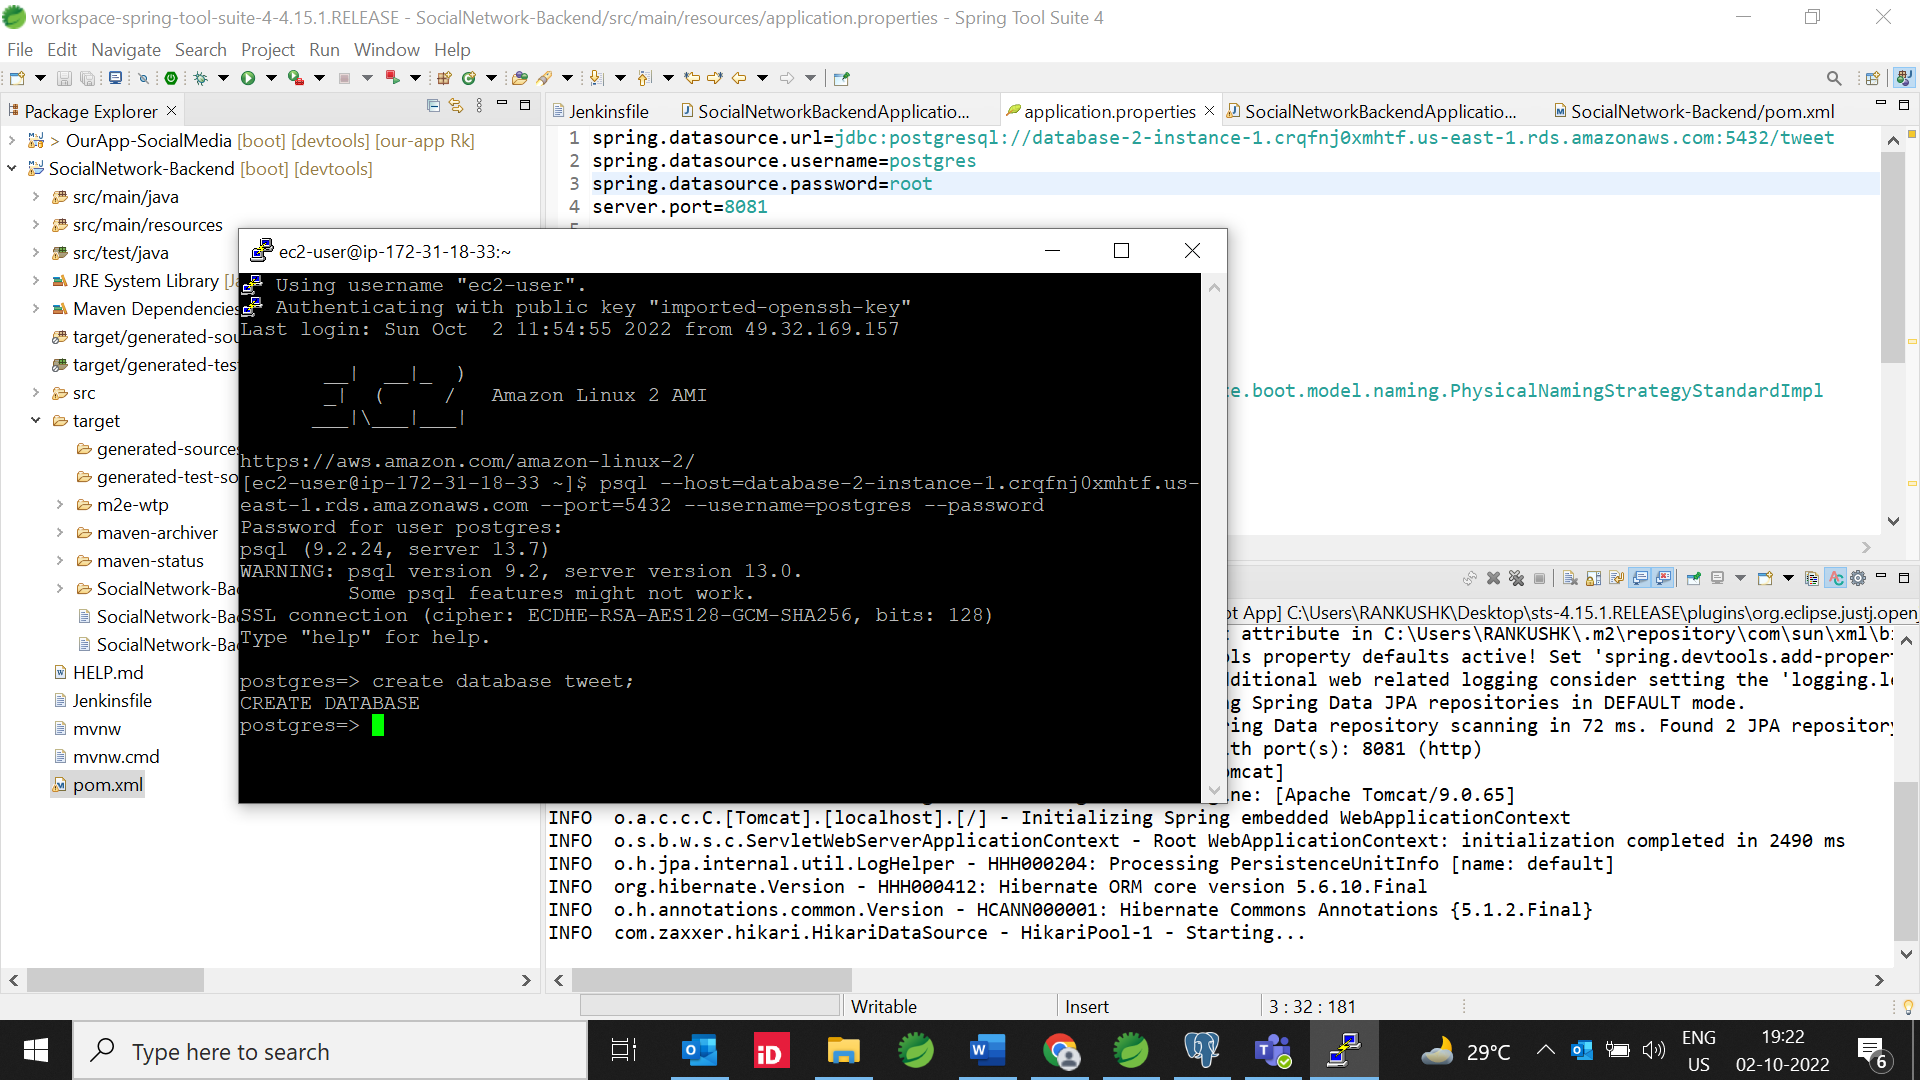 workspace-spring-tool-suite-4-4.15.1.RELEASE - SocialNetwork-Backend/src/main/resources/application.properties - Spring Tool Suite 4
File Edit Navigate Search Project Run Window Help
Package Explorer
> OurApp-SocialMedia [boot] [devtools] [our-app Rk]
SocialNetwork-Backend [boot] [devtools]
src/main/java
src/main/resources
src/test/java
JRE System Library
Maven Dependencies
target/generated-sou
target/generated-test
src
target
generated-sources
generated-test-so
m2e-wtp
maven-archiver
maven-status
SocialNetwork-Ba
SocialNetwork-Ba
SocialNetwork-Ba
HELP.md
Jenkinsfile
mvnw
mvnw.cmd
pom.xml
Jenkinsfile
SocialNetworkBackendApplicatio...
application.properties
SocialNetworkBackendApplicatio...
SocialNetwork-Backend/pom.xml
1 spring.datasource.url=jdbc:postgresql://database-2-instance-1.crqfnj0xmhtf.us-east-1.rds.amazonaws.com:5432/tweet
2 spring.datasource.username=postgres
3 spring.datasource.password=root
4 server.port=8081
e.boot.model.naming.PhysicalNamingStrategyStandardImpl
ec2-user@ip-172-31-18-33:~
Using username "ec2-user".
Authenticating with public key "imported-openssh-key"
Last login: Sun Oct  2 11:54:55 2022 from 49.32.169.157
__|  __|_  )
_|  (     /   Amazon Linux 2 AMI
___|\___|___|
https://aws.amazon.com/amazon-linux-2/
[ec2-user@ip-172-31-18-33 ~]$ psql --host=database-2-instance-1.crqfnj0xmhtf.us-
east-1.rds.amazonaws.com --port=5432 --username=postgres --password
Password for user postgres:
psql (9.2.24, server 13.7)
WARNING: psql version 9.2, server version 13.0.
Some psql features might not work.
SSL connection (cipher: ECDHE-RSA-AES128-GCM-SHA256, bits: 128)
Type "help" for help.
postgres=> create database tweet;
CREATE DATABASE
postgres=>
ot App] C:\Users\RANKUSHK\Desktop\sts-4.15.1.RELEASE\plugins\org.eclipse.justj.open
t attribute in C:\Users\RANKUSHK\.m2\repository\com\sun\xml\b
ls property defaults active! Set 'spring.devtools.add-proper
ditional web related logging consider setting the 'logging.l
g Spring Data JPA repositories in DEFAULT mode.
ring Data repository scanning in 72 ms. Found 2 JPA repository
th port(s): 8081 (http)
omcat]
ne: [Apache Tomcat/9.0.65]
INFO  o.a.c.c.C.[Tomcat].[localhost].[/] - Initializing Spring embedded WebApplicationContext
INFO  o.s.b.w.s.c.ServletWebServerApplicationContext - Root WebApplicationContext: initialization completed in 2490 ms
INFO  o.h.jpa.internal.util.LogHelper - HHH000204: Processing PersistenceUnitInfo [name: default]
INFO  org.hibernate.Version - HHH000412: Hibernate ORM core version 5.6.10.Final
INFO  o.h.annotations.common.Version - HCANN000001: Hibernate Commons Annotations {5.1.2.Final}
INFO  com.zaxxer.hikari.HikariDataSource - HikariPool-1 - Starting...
Writable
Insert
3 : 32 : 181
Type here to search
29°C
ENG
US
19:22
02-10-2022
6